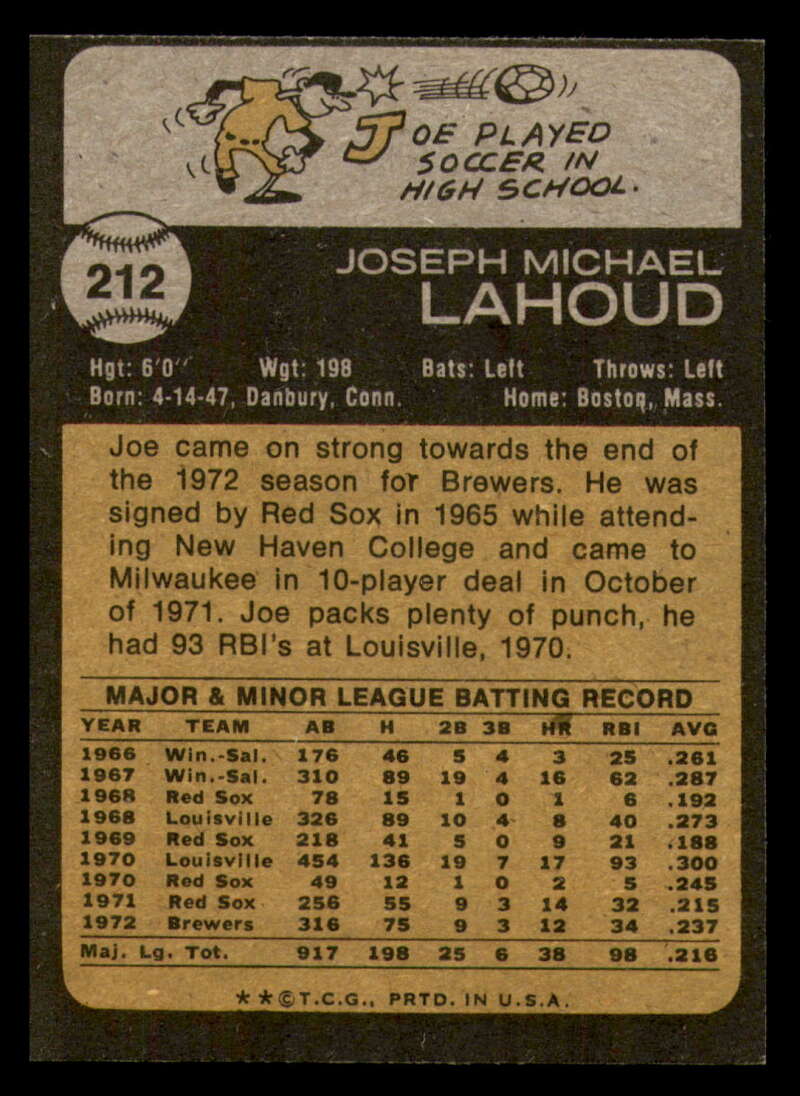 JOE PLAYED
SOCCER IN
HIGH SCHOOL.
212
JOSEPH MICHAEL
LAHOUD
Hgt: 6'0" Wgt: 198 Bats: Left Throws: Left
Born: 4-14-47, Danbury, Conn. Home: Boston, Mass.
Joe came on strong towards the end of
the 1972 season for Brewers. He was
signed by Red Sox in 1965 while attend-
ing New Haven College and came to
Milwaukee in 10-player deal in October
of 1971. Joe packs plenty of punch, he
had 93 RBI's at Louisville, 1970.
MAJOR & MINOR LEAGUE BATTING RECORD
YEAR TEAM AB H 2B 3B HR RBI AVG
1966 Win.-Sal. 176 46 5 4 3 25 .261
1967 Win.-Sal. 310 89 19 4 16 62 .287
1968 Red Sox 78 15 1 0 1 6 .192
1968 Louisville 326 89 10 4 8 40 .273
1969 Red Sox 218 41 5 0 9 21 .188
1970 Louisville 454 136 19 7 17 93 .300
1970 Red Sox 49 12 1 0 2 5 .245
1971 Red Sox 256 55 9 3 14 32 .215
1972 Brewers 316 75 9 3 12 34 .237
Maj. Lg. Tot. 917 198 25 6 38 98 .216
**©T.C.G., PRTD. IN U.S.A.